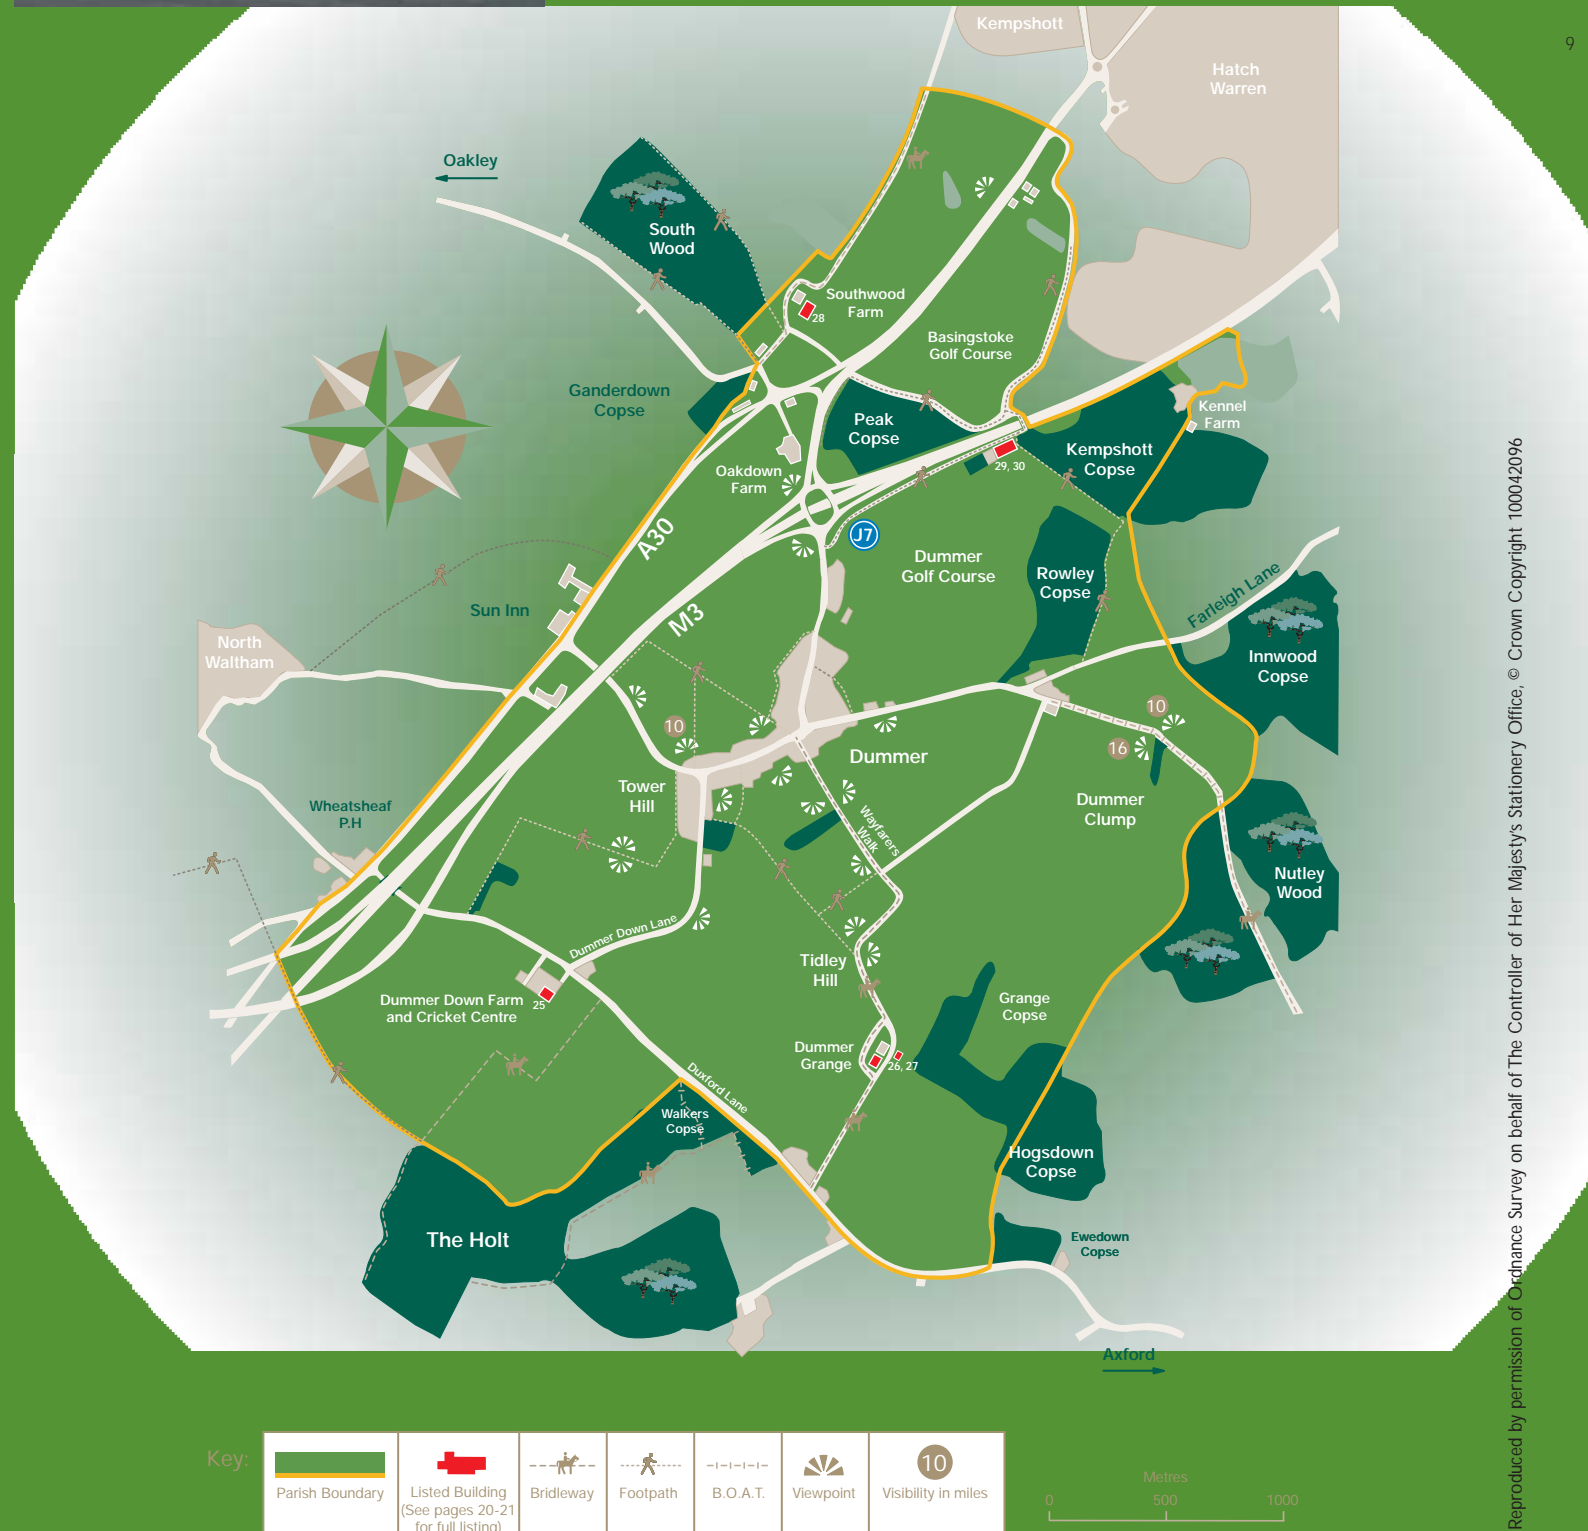 Kempshott
9
Hatch
Warren
Oakley
South
Wood
Southwood
Farm
28
Basingstoke
Golf Course
Ganderdown
Copse
Peak
Copse
Kennel
Farm
Kempshott
Copse
29, 30
Oakdown
Farm
A30
J7
Dummer
Golf Course
Rowley
Copse
Farleigh Lane
Sun Inn
M3
North
Waltham
Innwood
Copse
10
10
16
Dummer
Tower
Hill
Dummer
Clump
Wheatsheaf
P.H
Wayfarers
Walk
Nutley
Wood
Dummer Down Lane
Tidley
Hill
Dummer Down Farm
and Cricket Centre
25
Grange
Copse
Dummer
Grange
26, 27
Duxford Lane
Walkers
Copse
Hogsdown
Copse
The Holt
Ewedown
Copse
Axford
Reproduced by permission of Ordnance Survey on behalf of The Controller of Her Majesty's Stationery Office, © Crown Copyright 100042096
Key:
Parish Boundary
Listed Building
(See pages 20-21
for full listing)
Bridleway
Footpath
B.O.A.T.
Viewpoint
10
Visibility in miles
Metres
0 500 1000